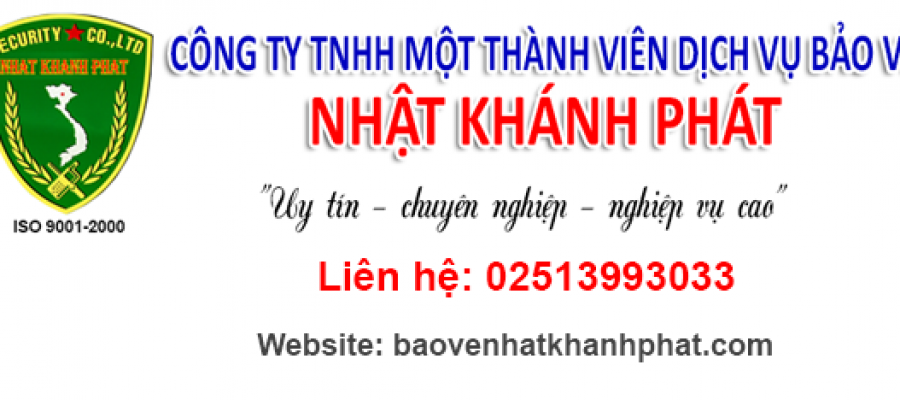 SECURITY ★ CO.,LTD
NHAT KHANH PHAT
ISO 9001-2000
CÔNG TY TNHH MỘT THÀNH VIÊN DỊCH VỤ BẢO V
NHẬT KHÁNH PHÁT
"Uy tín - chuyên nghiệp - nghiệp vụ cao"
Liên hệ: 02513993033
Website: baovenhatkhanhphat.com